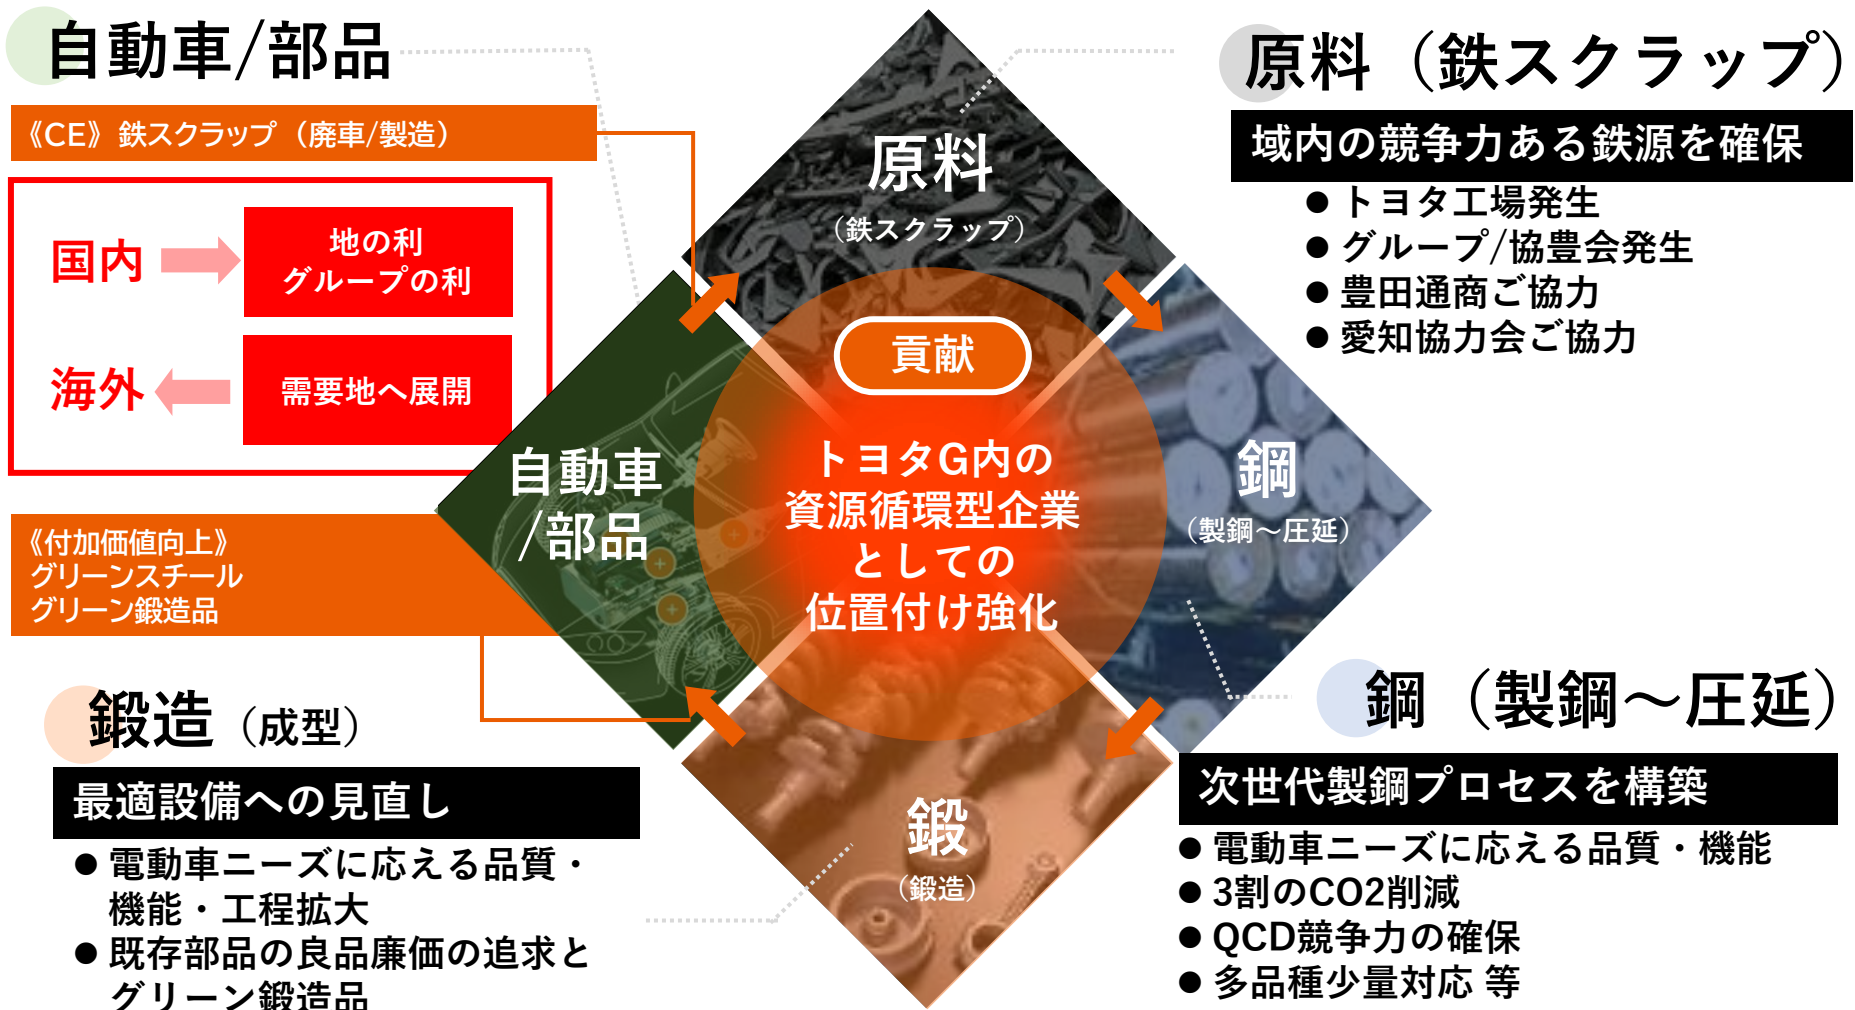 自動車/部品
《CE》鉄スクラップ（廃車/製造）
国内
地の利
グループの利
海外
需要地へ展開
《付加価値向上》
グリーンスチール
グリーン鍛造品
原料
（鉄スクラップ）
自動車
/部品
鋼
（製鋼～圧延）
鍛
（鍛造）
貢献
トヨタG内の
資源循環型企業
としての
位置付け強化
原料（鉄スクラップ）
域内の競争力ある鉄源を確保
●トヨタ工場発生
●グループ/協豊会発生
●豊田通商ご協力
●愛知協力会ご協力
鍛造（成型）
最適設備への見直し
●電動車ニーズに応える品質・
機能・工程拡大
●既存部品の良品廉価の追求と
グリーン鍛造品
鋼（製鋼～圧延）
次世代製鋼プロセスを構築
●電動車ニーズに応える品質・機能
●3割のCO2削減
●QCD競争力の確保
●多品種少量対応 等